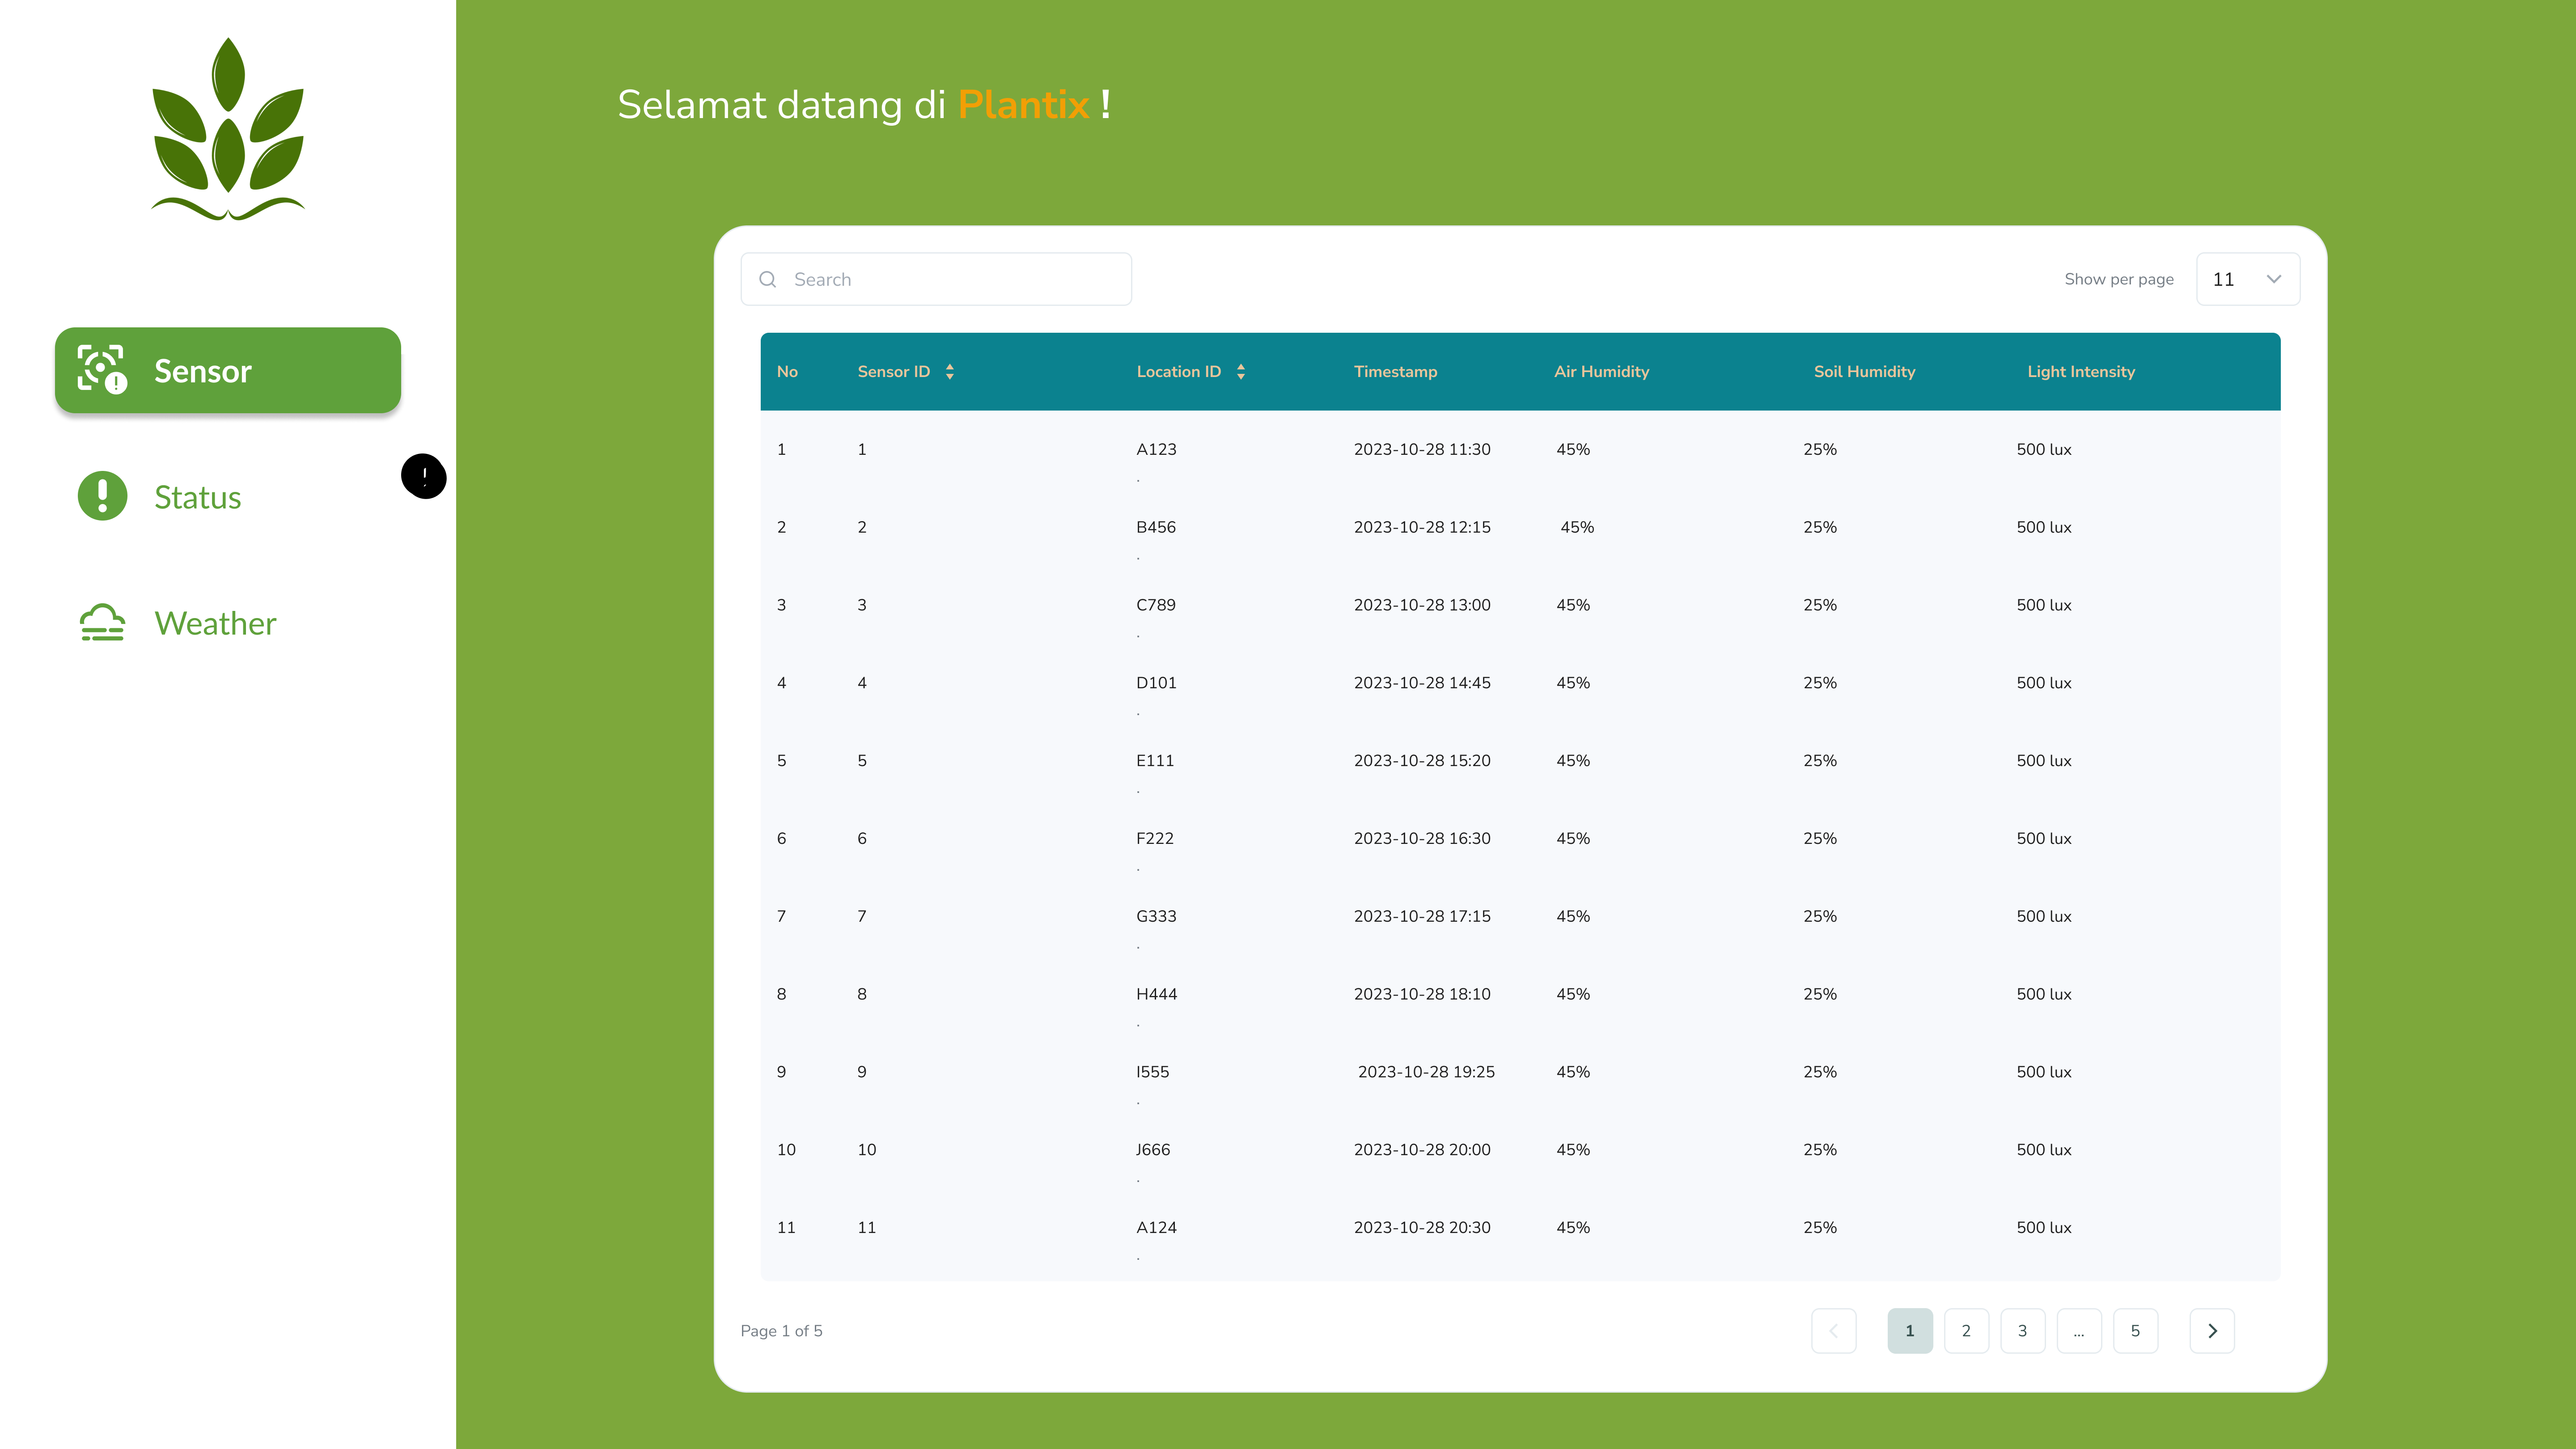 Selamat datang di Plantix !
Sensor
Status
!
Weather
Search
Show per page 11
No Sensor ID Location ID Timestamp Air Humidity Soil Humidity Light Intensity
1 1 A123 2023-10-28 11:30 45% 25% 500 lux
.
2 2 B456 2023-10-28 12:15 45% 25% 500 lux
.
3 3 C789 2023-10-28 13:00 45% 25% 500 lux
.
4 4 D101 2023-10-28 14:45 45% 25% 500 lux
.
5 5 E111 2023-10-28 15:20 45% 25% 500 lux
.
6 6 F222 2023-10-28 16:30 45% 25% 500 lux
.
7 7 G333 2023-10-28 17:15 45% 25% 500 lux
.
8 8 H444 2023-10-28 18:10 45% 25% 500 lux
.
9 9 I555 2023-10-28 19:25 45% 25% 500 lux
.
10 10 J666 2023-10-28 20:00 45% 25% 500 lux
.
11 11 A124 2023-10-28 20:30 45% 25% 500 lux
.
Page 1 of 5 1 2 3 ... 5